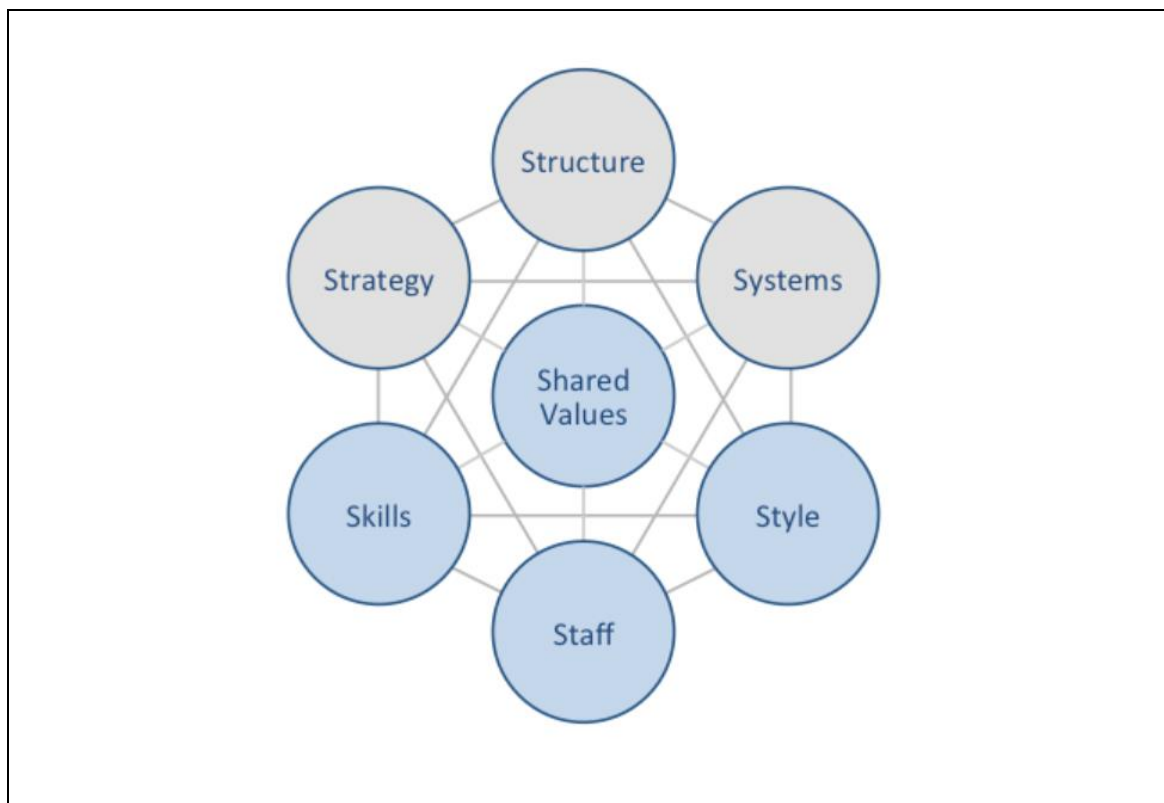 Structure
Strategy
Systems
Shared
Values
Skills
Style
Staff